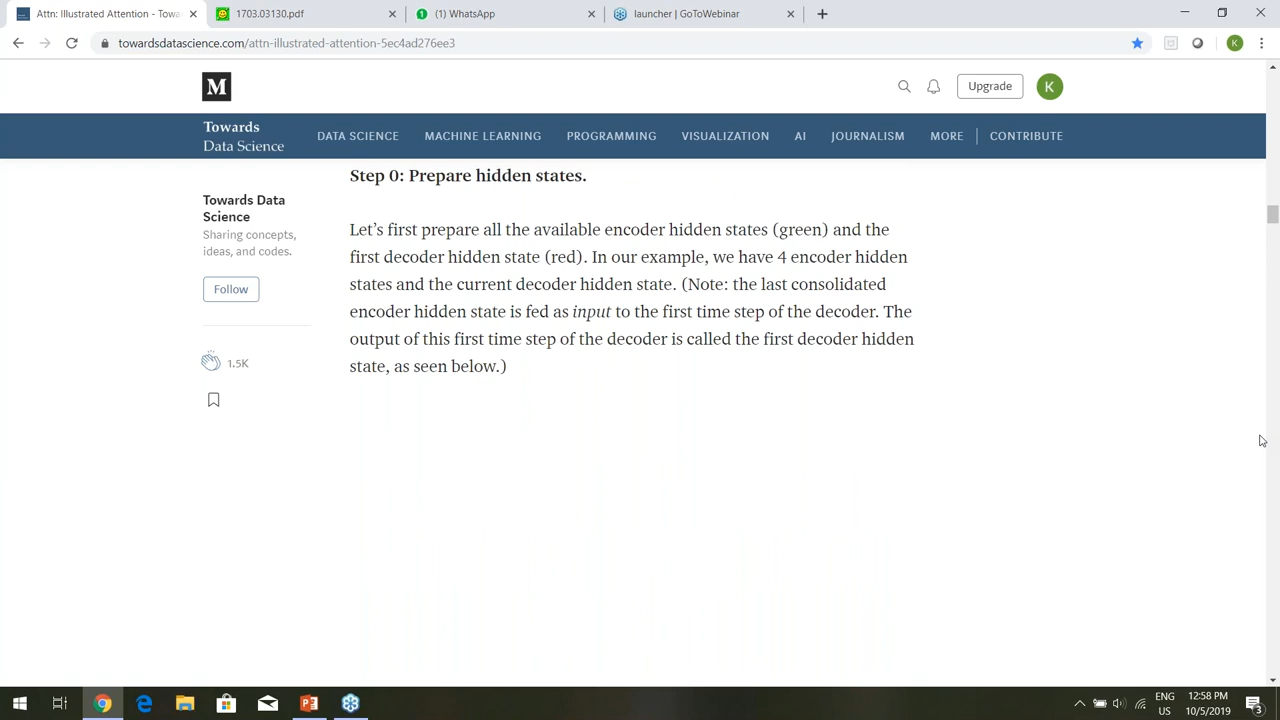 Attn: Illustrated Attention - Towa
1703.03130.pdf
(1) WhatsApp
launcher | GoToWebinar
towardsdatascience.com/attn-illustrated-attention-5ec4ad276ee3
K
M
Upgrade
K
Towards
Data Science
DATA SCIENCE
MACHINE LEARNING
PROGRAMMING
VISUALIZATION
AI
JOURNALISM
MORE
CONTRIBUTE
Step 0: Prepare hidden states.
Towards Data
Science
Sharing concepts,
ideas, and codes.
Follow
1.5K
Let’s first prepare all the available encoder hidden states (green) and the
first decoder hidden state (red). In our example, we have 4 encoder hidden
states and the current decoder hidden state. (Note: the last consolidated
encoder hidden state is fed as input to the first time step of the decoder. The
output of this first time step of the decoder is called the first decoder hidden
state, as seen below.)
ENG
US
12:58 PM
10/5/2019
3